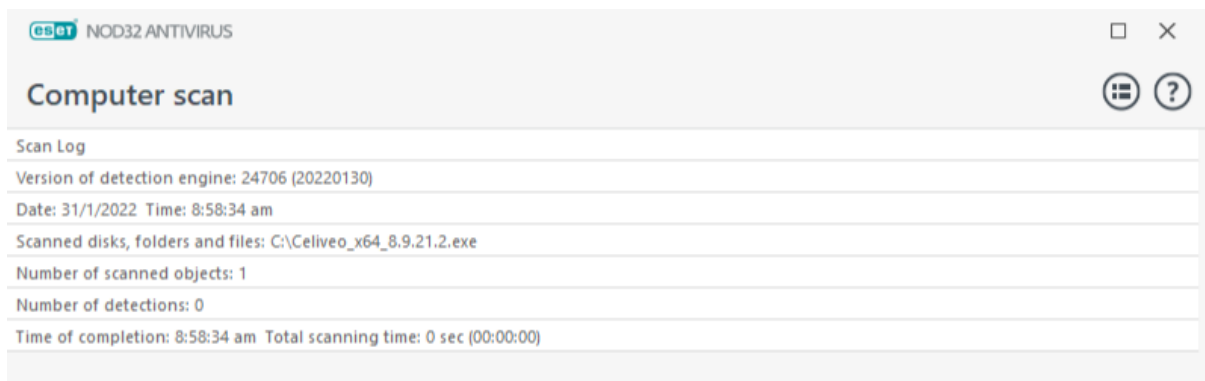 eset NOD32 ANTIVIRUS
Computer scan
Scan Log
Version of detection engine: 24706 (20220130)
Date: 31/1/2022 Time: 8:58:34 am
Scanned disks, folders and files: C:\Celiveo_x64_8.9.21.2.exe
Number of scanned objects: 1
Number of detections: 0
Time of completion: 8:58:34 am Total scanning time: 0 sec (00:00:00)